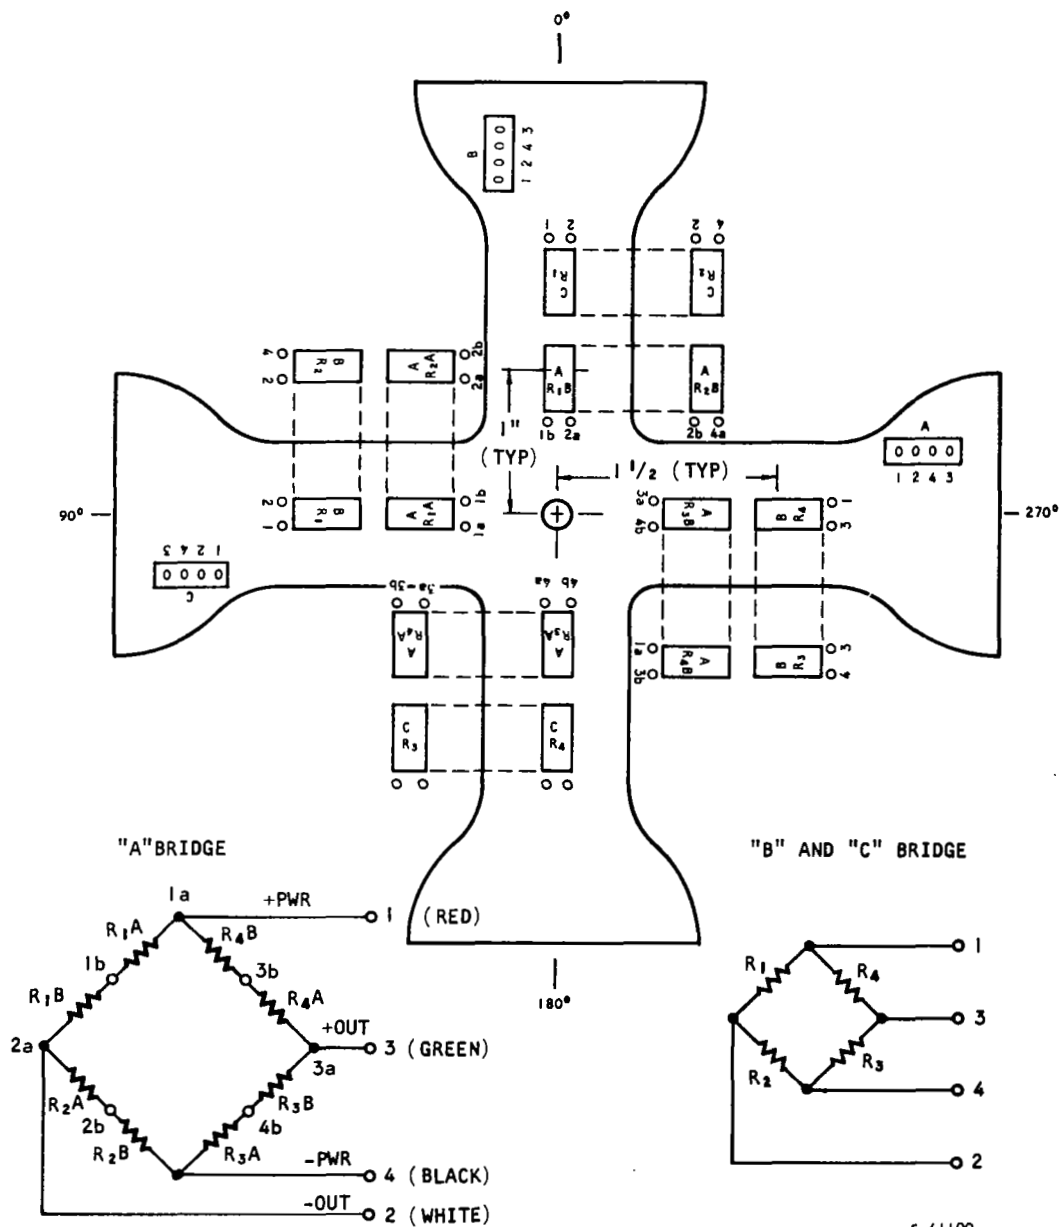 0°
B
1 2 4 3
1 2
2 4
C R1
C R2
4 2
B R2
A R2A
2b 2a
A R1B
A R2B
1b 2a
2b 4a
1"
(TYP)
1 1/2 (TYP)
A
1 2 4 3
90°
2 1
B R1
A R1A
1b 1a
3a 4b
A R3B
B R4
1 3
270°
3 4 2 1
C
3b 3a
4a 4b
A R4A
A R3A
1a 3b
A R4B
B R3
3 4
C R3
C R4
180°
"A" BRIDGE
1a
+PWR
1 (RED)
R1A
R4B
1b
3b
R1B
R4A
+OUT
2a
3a
3 (GREEN)
R2A
R3B
2b
4b
R2B
R3A
-PWR
4 (BLACK)
-OUT
2 (WHITE)
"B" AND "C" BRIDGE
1
R1
R4
3
R2
R3
4
2